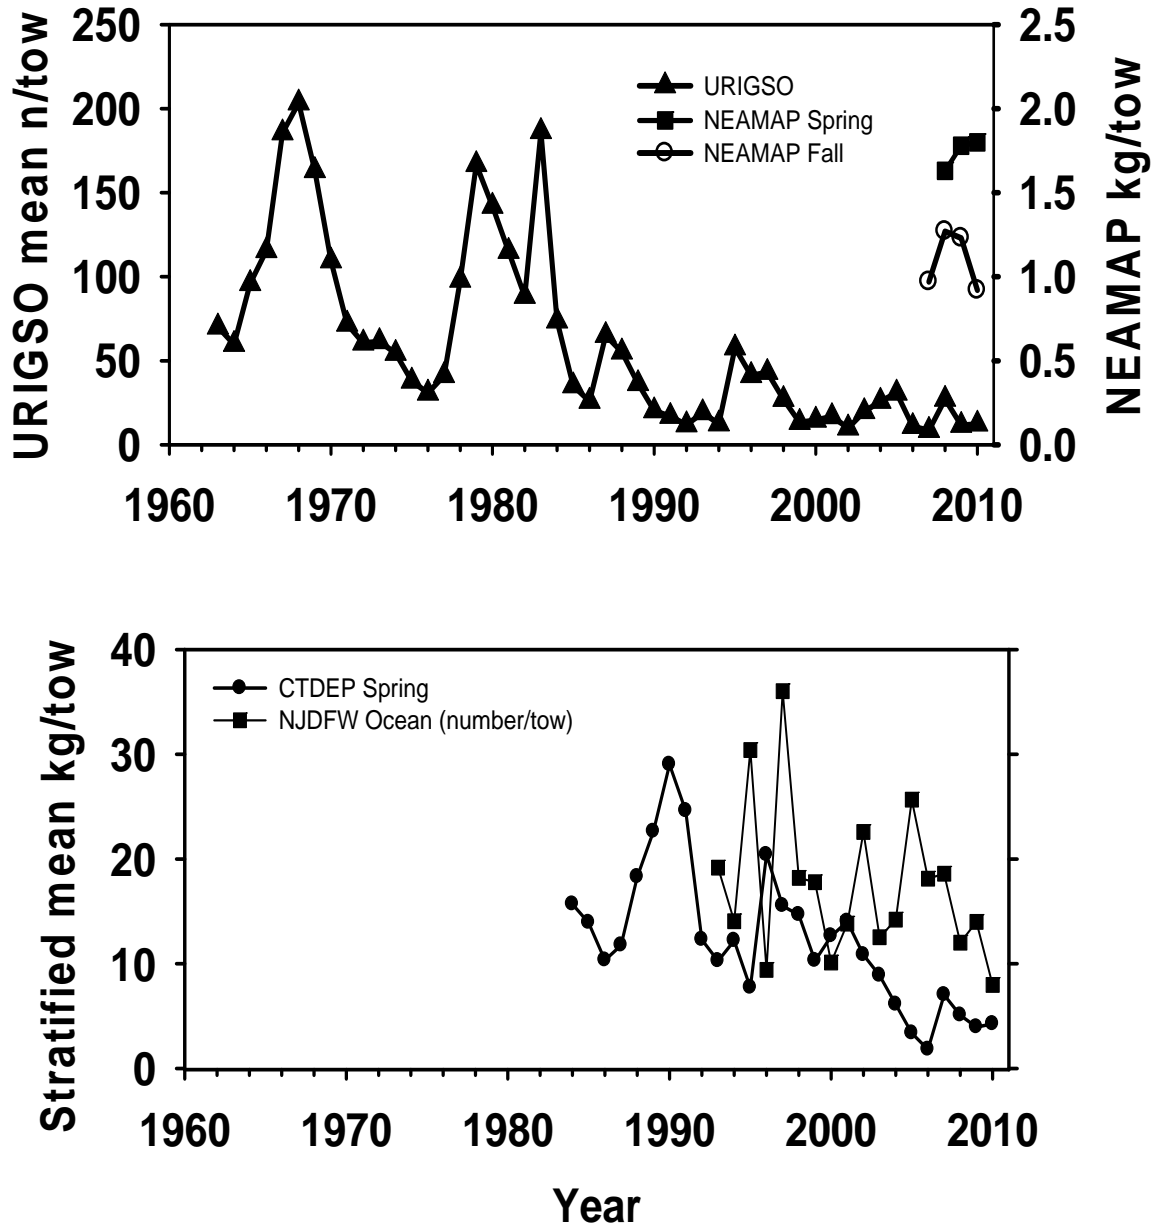 URIGSO mean n/tow
250
200
150
100
50
0
URIGSO
NEAMAP Spring
NEAMAP Fall
2.5
2.0
1.5
1.0
0.5
0.0
NEAMAP kg/tow
1960 1970 1980 1990 2000 2010
Stratified mean kg/tow
40
30
20
10
0
CTDEP Spring
NJDFW Ocean (number/tow)
1960 1970 1980 1990 2000 2010
Year